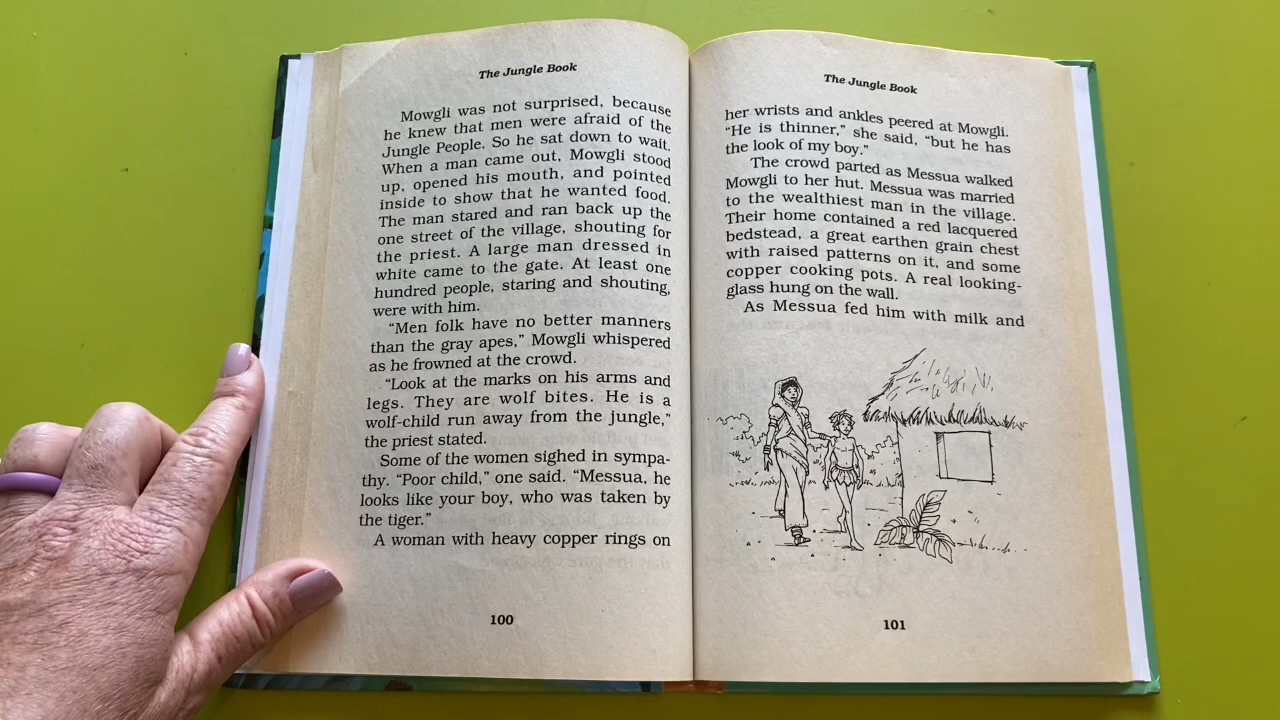 The Jungle Book
Mowgli was not surprised, because
he knew that men were afraid of the
Jungle People. So he sat down to wait.
When a man came out, Mowgli stood
up, opened his mouth, and pointed
inside to show that he wanted food.
The man stared and ran back up the
one street of the village, shouting for
the priest. A large man dressed in
white came to the gate. At least one
hundred people, staring and shouting,
were with him.
“Men folk have no better manners
than the gray apes,” Mowgli whispered
as he frowned at the crowd.
“Look at the marks on his arms and
legs. They are wolf bites. He is a
wolf-child run away from the jungle,”
the priest stated.
Some of the women sighed in sympa-
thy. “Poor child,” one said. “Messua, he
looks like your boy, who was taken by
the tiger.”
A woman with heavy copper rings on
100
The Jungle Book
her wrists and ankles peered at Mowgli.
“He is thinner,” she said, “but he has
the look of my boy.”
The crowd parted as Messua walked
Mowgli to her hut. Messua was married
to the wealthiest man in the village.
Their home contained a red lacquered
bedstead, a great earthen grain chest
with raised patterns on it, and some
copper cooking pots. A real looking-
glass hung on the wall.
As Messua fed him with milk and
101